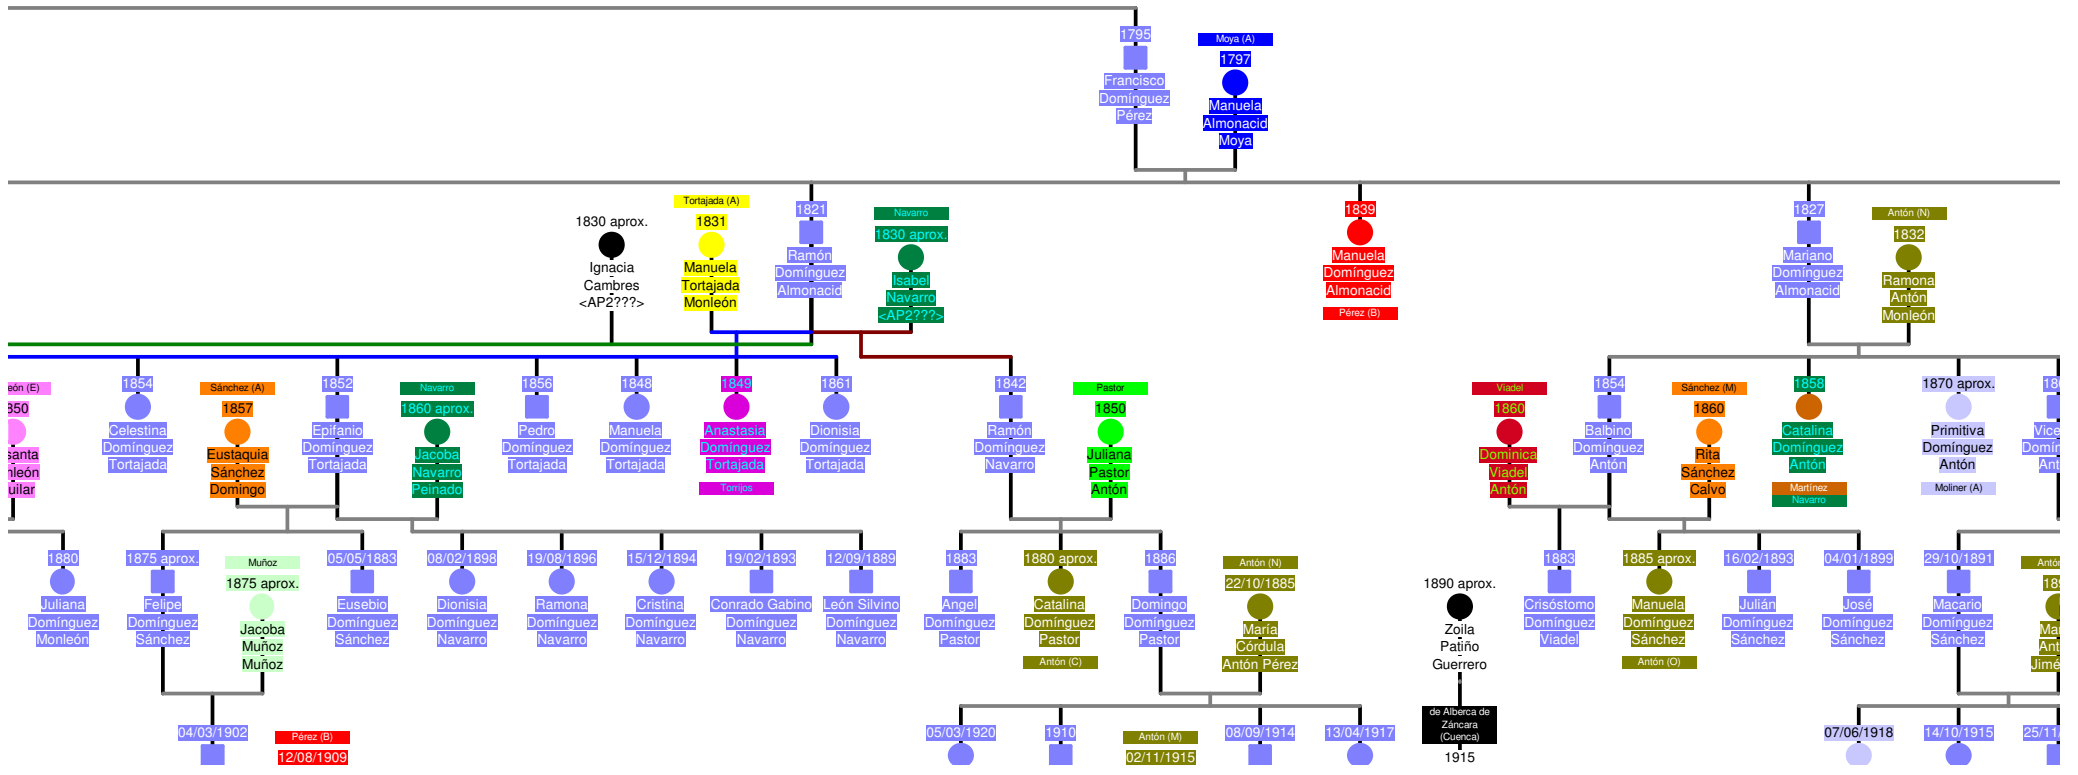 1795
Francisco
Domínguez
Pérez
Moya (A)
1797
Manuela
Almonacid
Moya
1830 aprox.
Ignacia
Cambres
<AP2???>
Tortajada (A)
1831
Manuela
Tortajada
Monleón
1821
Ramón
Domínguez
Almonacid
Navarro
1830 aprox.
Isabel
Navarro
<AP2???>
1839
Manuela
Domínguez
Almonacid
Pérez (B)
1827
Mariano
Domínguez
Almonacid
Antón (N)
1832
Ramona
Antón
Monleón
1854
Celestina
Domínguez
Tortajada
Sánchez (A)
1857
Eustaquia
Sánchez
Domingo
1852
Epifanio
Domínguez
Tortajada
Navarro
1860 aprox.
Jacoba
Navarro
Peinado
1856
Pedro
Domínguez
Tortajada
1848
Manuela
Domínguez
Tortajada
1849
Anastasia
Domínguez
Tortajada
Torrijos
1861
Dionisia
Domínguez
Tortajada
1842
Ramón
Domínguez
Navarro
Pastor
1850
Juliana
Pastor
Antón
Viadel
1860
Dominica
Viadel
Antón
1854
Balbino
Domínguez
Antón
Sánchez (M)
1860
Rita
Sánchez
Calvo
1858
Catalina
Domínguez
Antón
Martínez
Navarro
1870 aprox.
Primitiva
Domínguez
Antón
Moliner (A)
1880
Juliana
Domínguez
Monleón
1875 aprox.
Felipe
Domínguez
Sánchez
Muñoz
1875 aprox.
Jacoba
Muñoz
Muñoz
05/05/1883
Eusebio
Domínguez
Sánchez
08/02/1898
Dionisia
Domínguez
Navarro
19/08/1896
Ramona
Domínguez
Navarro
15/12/1894
Cristina
Domínguez
Navarro
19/02/1893
Conrado Gabino
Domínguez
Navarro
12/09/1889
León Silvino
Domínguez
Navarro
1883
Angel
Domínguez
Pastor
1880 aprox.
Catalina
Domínguez
Pastor
Antón (C)
1886
Domingo
Domínguez
Pastor
Antón (N)
22/10/1885
María
Córdula
Antón Pérez
1890 aprox.
Zoila
Patiño
Guerrero
de Alberca de
Záncara
(Cuenca)
1915
1883
Crisóstomo
Domínguez
Viadel
1885 aprox.
Manuela
Domínguez
Sánchez
Antón (O)
16/02/1893
Julián
Domínguez
Sánchez
04/01/1899
José
Domínguez
Sánchez
29/10/1891
Macario
Domínguez
Sánchez
04/03/1902
Pérez (B)
12/08/1909
05/03/1920
1910
Antón (M)
02/11/1915
08/09/1914
13/04/1917
07/06/1918
14/10/1915